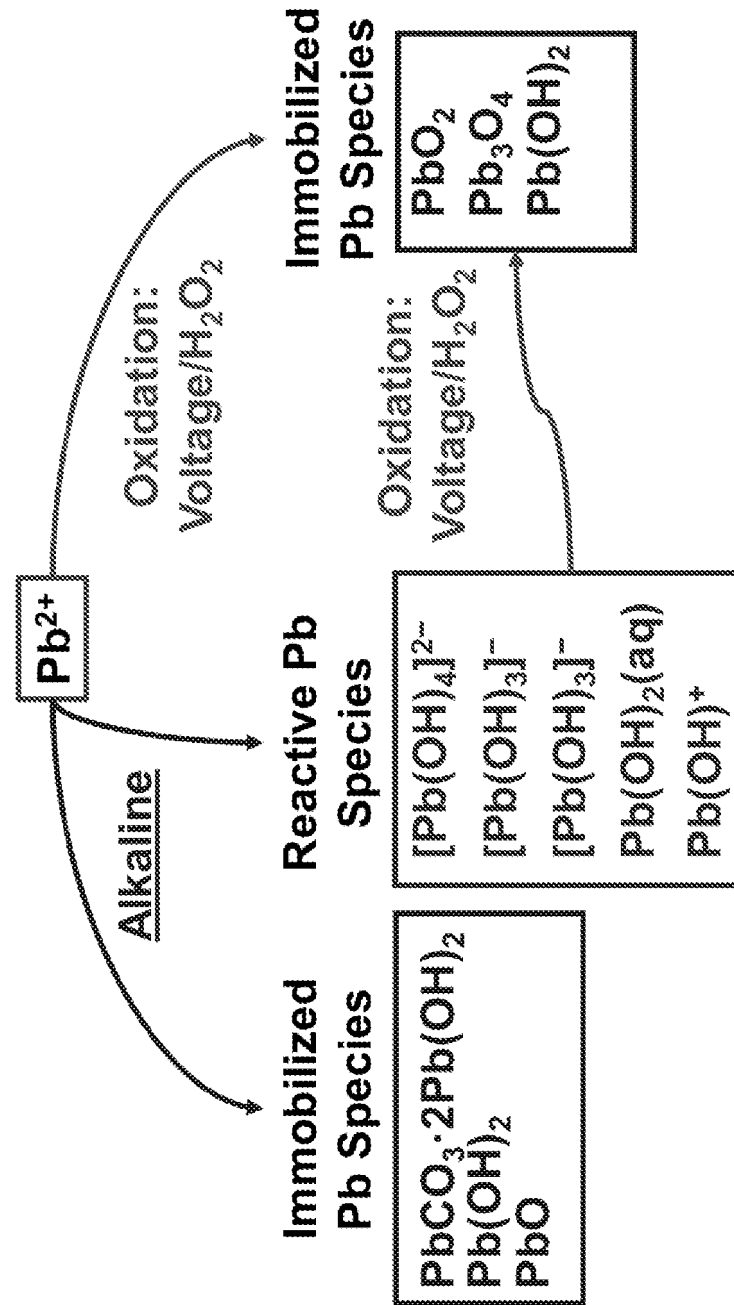 Pb²⁺
Alkaline
Oxidation:
Voltage/H₂O₂
Immobilized
Pb Species
PbCO₃·2Pb(OH)₂
Pb(OH)₂
PbO
Reactive Pb
Species
[Pb(OH)₄]²⁻
[Pb(OH)₃]⁻
[Pb(OH)₃]⁻
Pb(OH)₂(aq)
Pb(OH)⁺
Oxidation:
Voltage/H₂O₂
Immobilized
Pb Species
PbO₂
Pb₃O₄
Pb(OH)₂